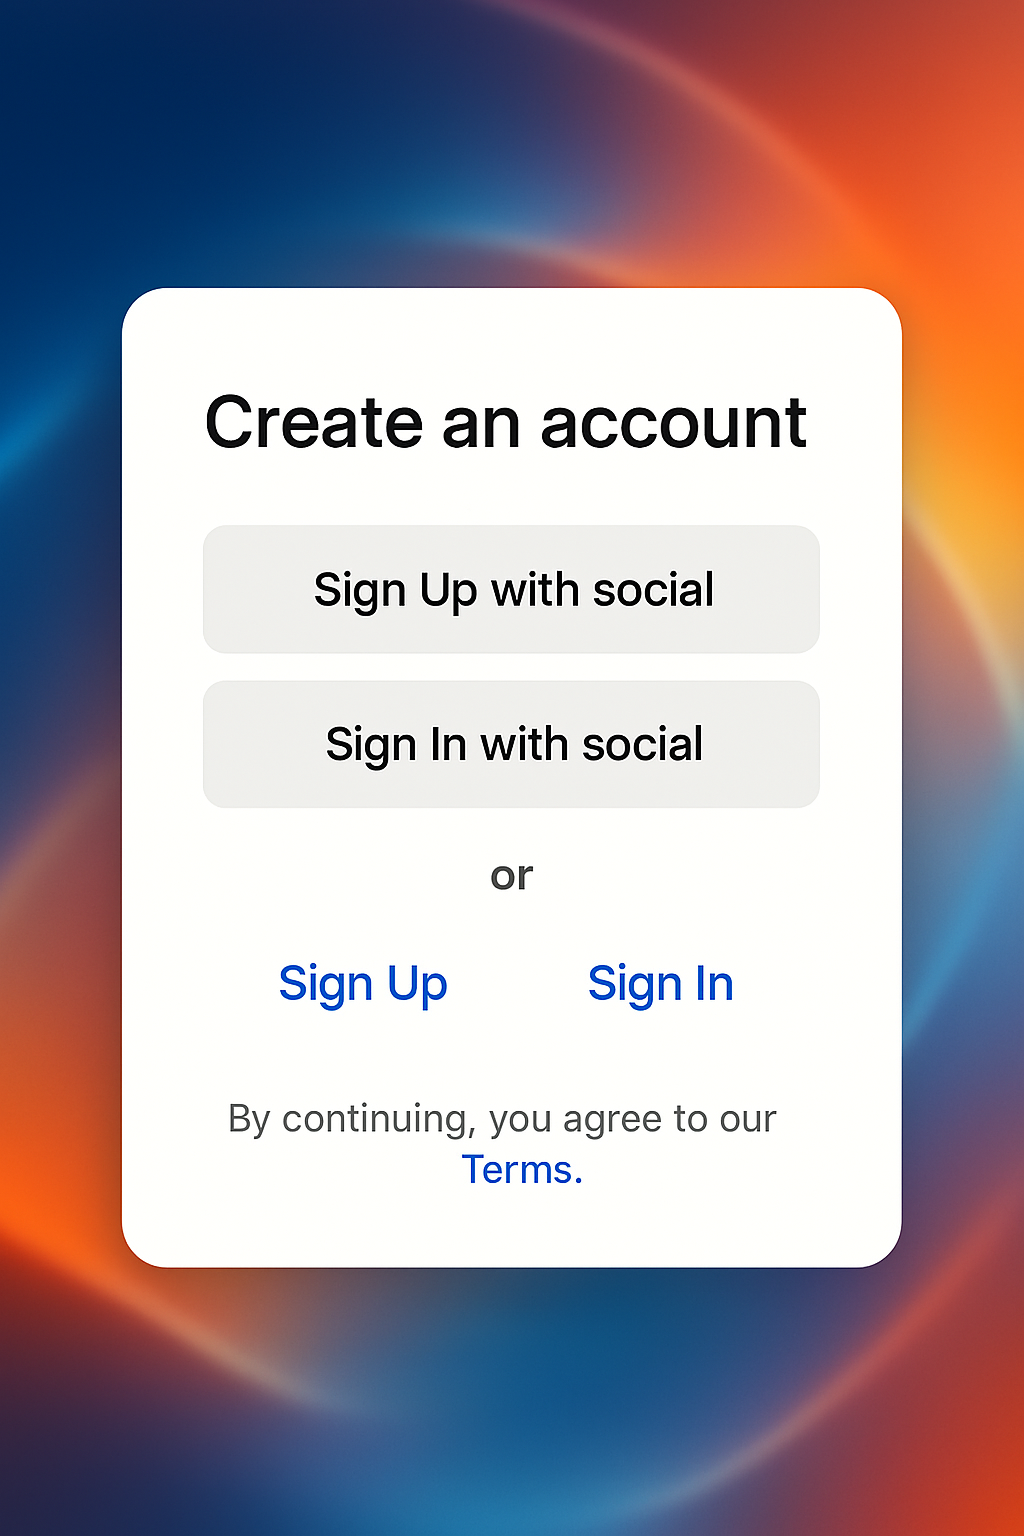 Create an account
Sign Up with social
Sign In with social
or
Sign Up Sign In
By continuing, you agree to our
Terms.